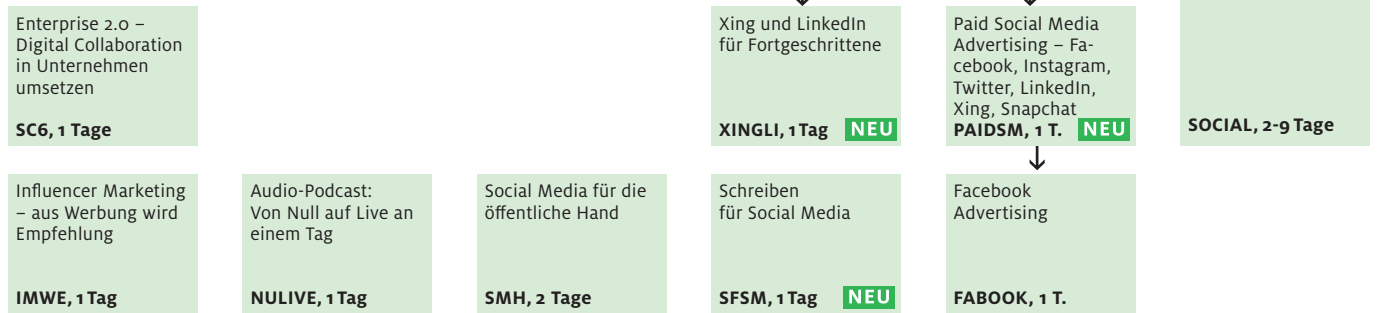 Enterprise 2.0 –
Digital Collaboration
in Unternehmen
umsetzen
SC6, 1 Tage
Xing und LinkedIn
für Fortgeschrittene
XINGLI, 1 Tag NEU
Paid Social Media
Advertising – Fa-
cebook, Instagram,
Twitter, LinkedIn,
Xing, Snapchat
PAIDSM, 1 T. NEU
SOCIAL, 2-9 Tage
Influencer Marketing
– aus Werbung wird
Empfehlung
IMWE, 1 Tag
Audio-Podcast:
Von Null auf Live an
einem Tag
NULIVE, 1 Tag
Social Media für die
öffentliche Hand
SMH, 2 Tage
Schreiben
für Social Media
SFSM, 1 Tag NEU
Facebook
Advertising
FABOOK, 1 T.